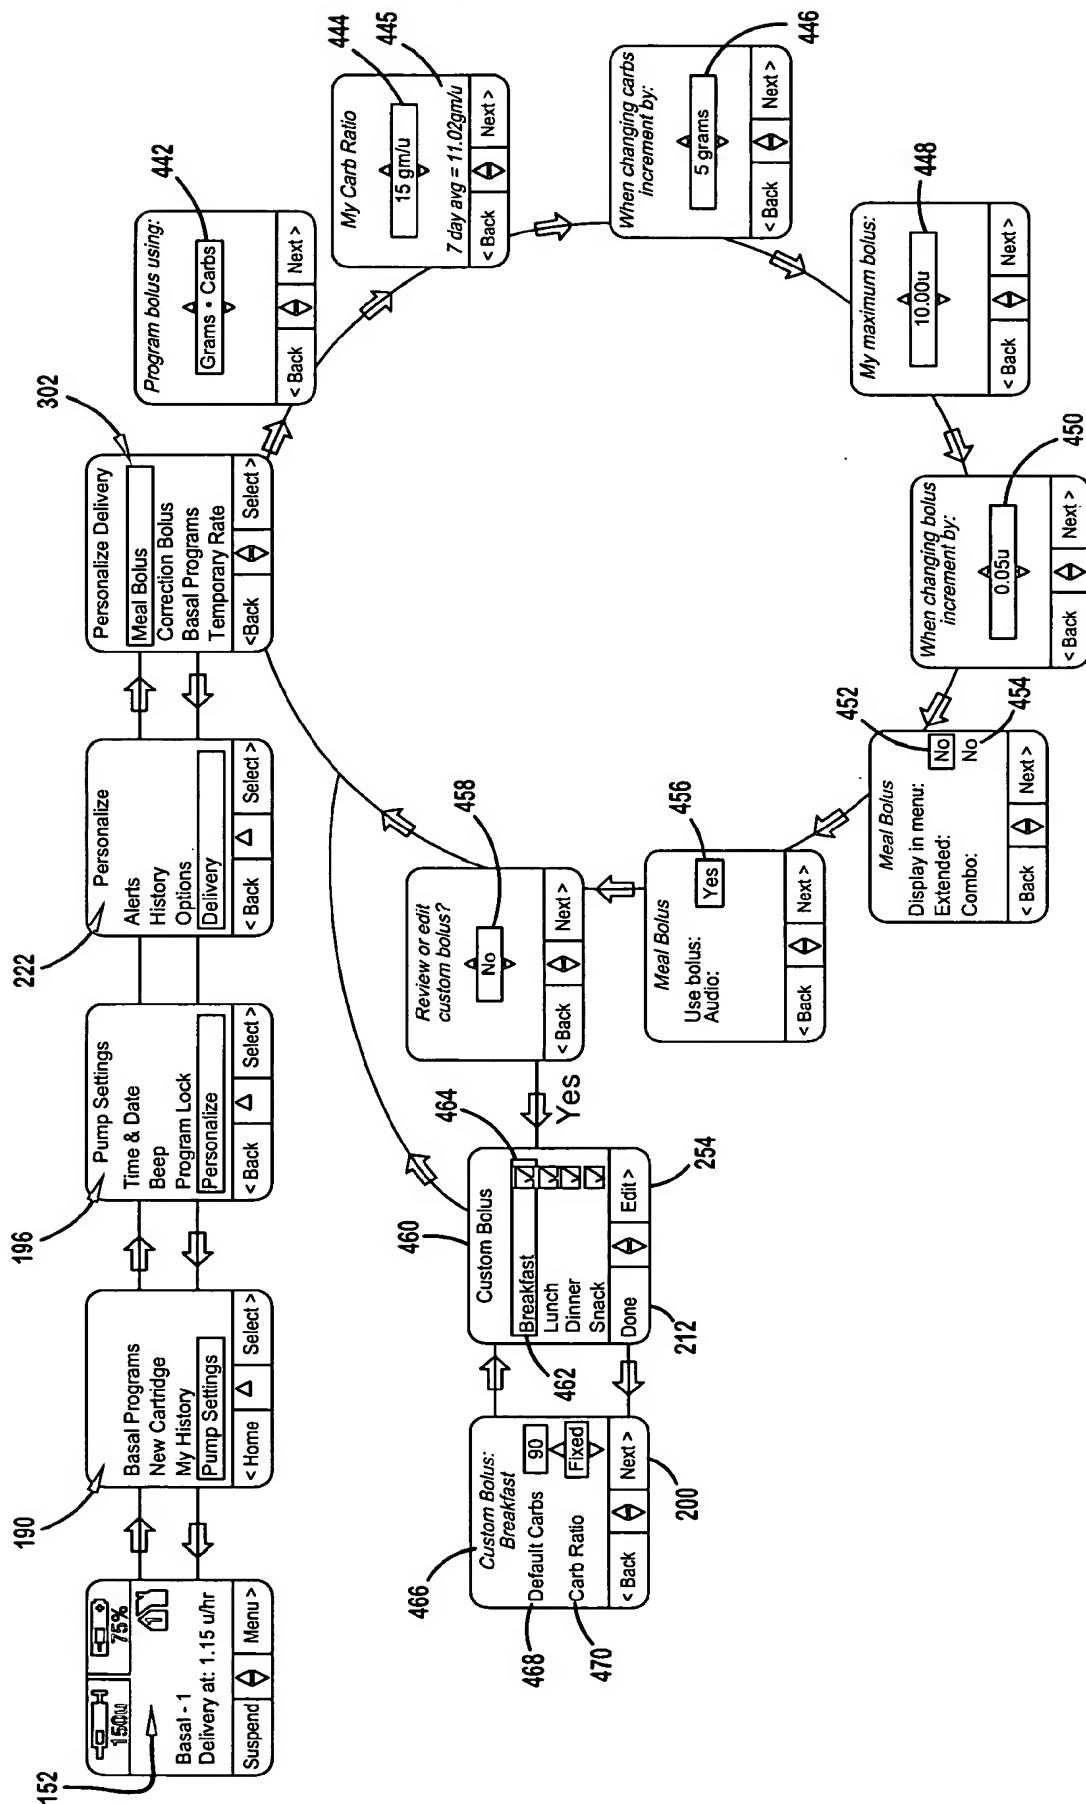 152
150u
75%
Basal - 1
Delivery at: 1.15 u/hr
Suspend
Menu >
190
Basal Programs
New Cartridge
My History
Pump Settings
< Home
Select >
196
Pump Settings
Time & Date
Beep
Program Lock
Personalize
< Back
Select >
222
Personalize
Alerts
History
Options
Delivery
< Back
Select >
302
Personalize Delivery
Meal Bolus
Correction Bolus
Basal Programs
Temporary Rate
<Back
Select >
442
Program bolus using:
Grams • Carbs
< Back
Next >
444
445
My Carb Ratio
15 gm/u
7 day avg = 11.02gm/u
< Back
Next >
446
When changing carbs
increment by:
5 grams
< Back
Next >
448
My maximum bolus:
10.00u
< Back
Next >
450
When changing bolus
increment by:
0.05u
< Back
Next >
452
454
Meal Bolus
Display in menu:
Extended: No
Combo: No
< Back
Next >
456
Meal Bolus
Use bolus:
Audio: Yes
< Back
Next >
458
Review or edit
custom bolus?
No
< Back
Next >
Yes
460
464
Custom Bolus
Breakfast
Lunch
Dinner
Snack
Done
Edit >
462
212
254
466
Custom Bolus:
Breakfast
468
Default Carbs 90
470
Carb Ratio Fixed
< Back
Next >
200